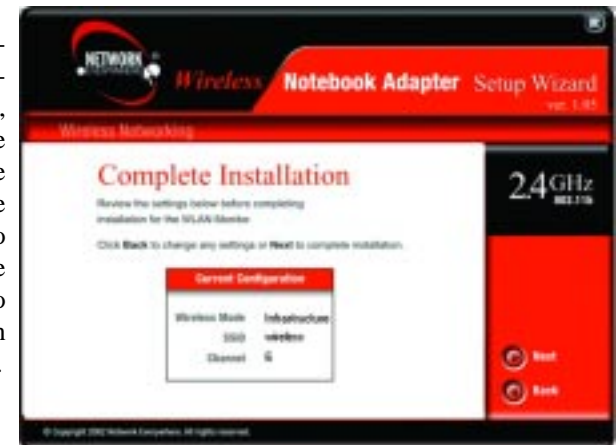 NETWORK
EVERYWHERE
Wireless Notebook Adapter Setup Wizard
ver. 1.05
Wireless Networking
Complete Installation
Review the settings below before completing
installation for the WLAN Monitor
Click Back to change any settings or Next to complete installation.
Current Configuration
Wireless Mode Infrastructure
SSID wireless
Channel 6
2.4GHz
802.11b
Next
Back
© Copyright 2002 Network Everywhere. All rights reserved.